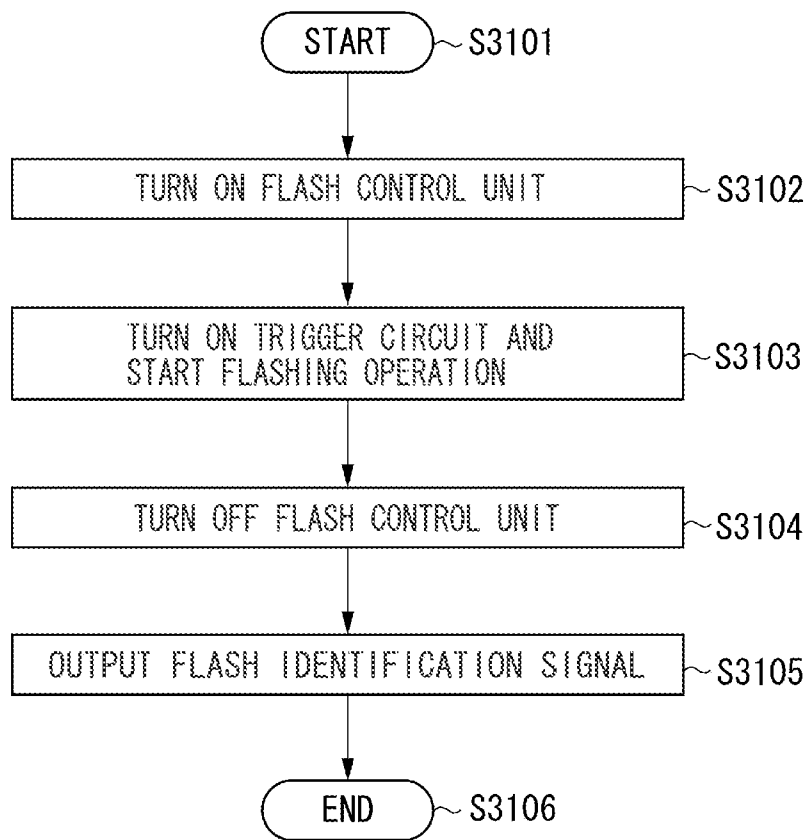 START S3101
TURN ON FLASH CONTROL UNIT S3102
TURN ON TRIGGER CIRCUIT AND
START FLASHING OPERATION S3103
TURN OFF FLASH CONTROL UNIT S3104
OUTPUT FLASH IDENTIFICATION SIGNAL S3105
END S3106